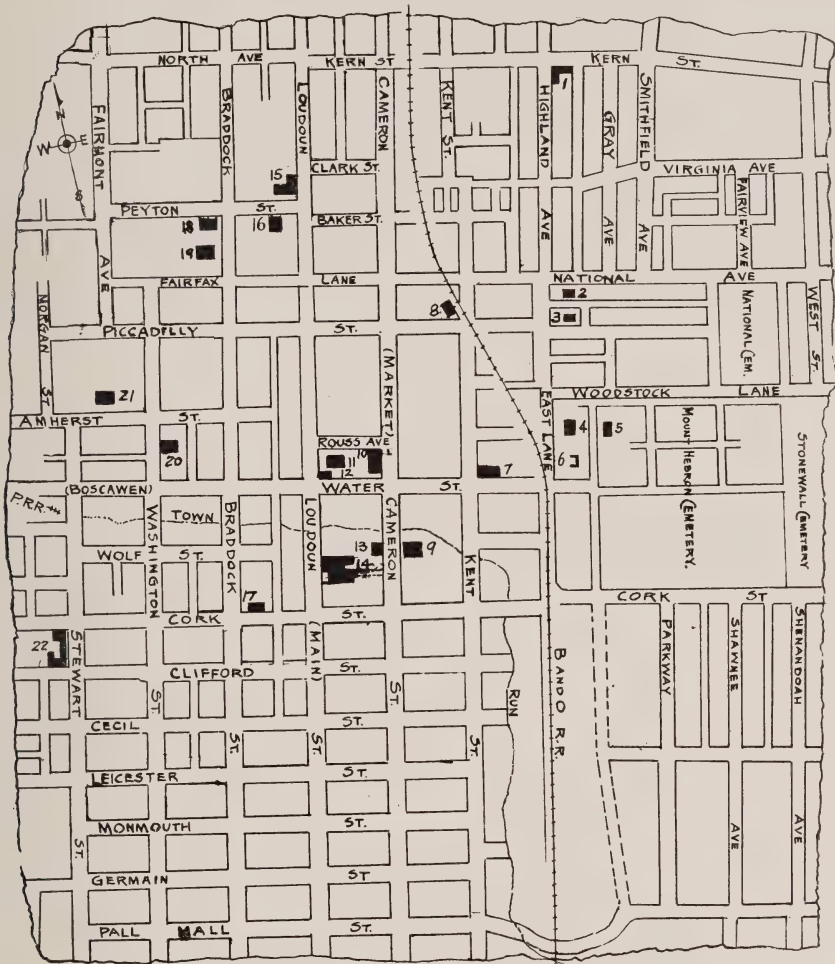 NORTH AVE KERN ST KERN ST.
FAIRMONT AVE
BRADDOCK
LOUDOUN
CAMERON
KENT ST.
HIGHLAND AVE
GRAY AVE
SMITHFIELD AVE
1
N
W E
S
15
CLARK ST.
VIRGINIA AVE
FAIRVIEW AVE
PEYTON ST.
18
16
BAKER ST.
19
FAIRFAX LANE
NATIONAL AVE
2
3
8
NATIONAL CEM.
WEST ST.
NORGAN ST.
PICCADILLY ST.
(MARKET)
21
WOODSTOCK LANE
EAST LANE
AMHERST ST.
20
ROUSS AVE
10
11
12
4
5
6
7
MOUNT HEBRON CEMETERY.
STONEWALL CEMETERY
(BOSCAWEN) WATER ST.
P.R.R.
WASHINGTON ST.
TOWN RUN
BRADDOCK ST.
LOUDOUN (MAIN) ST.
CAMERON ST.
KENT ST.
13
9
14
WOLF ST.
17
CORK ST. CORK ST
22
STEWART ST.
BANDO R.R.
PARKWAY
SHAWNEE AVE
SHENANDOAH AVE
CLIFFORD ST.
CECIL ST.
LEICESTER ST.
MONMOUTH ST.
GERMAIN ST.
PALL MALL ST.